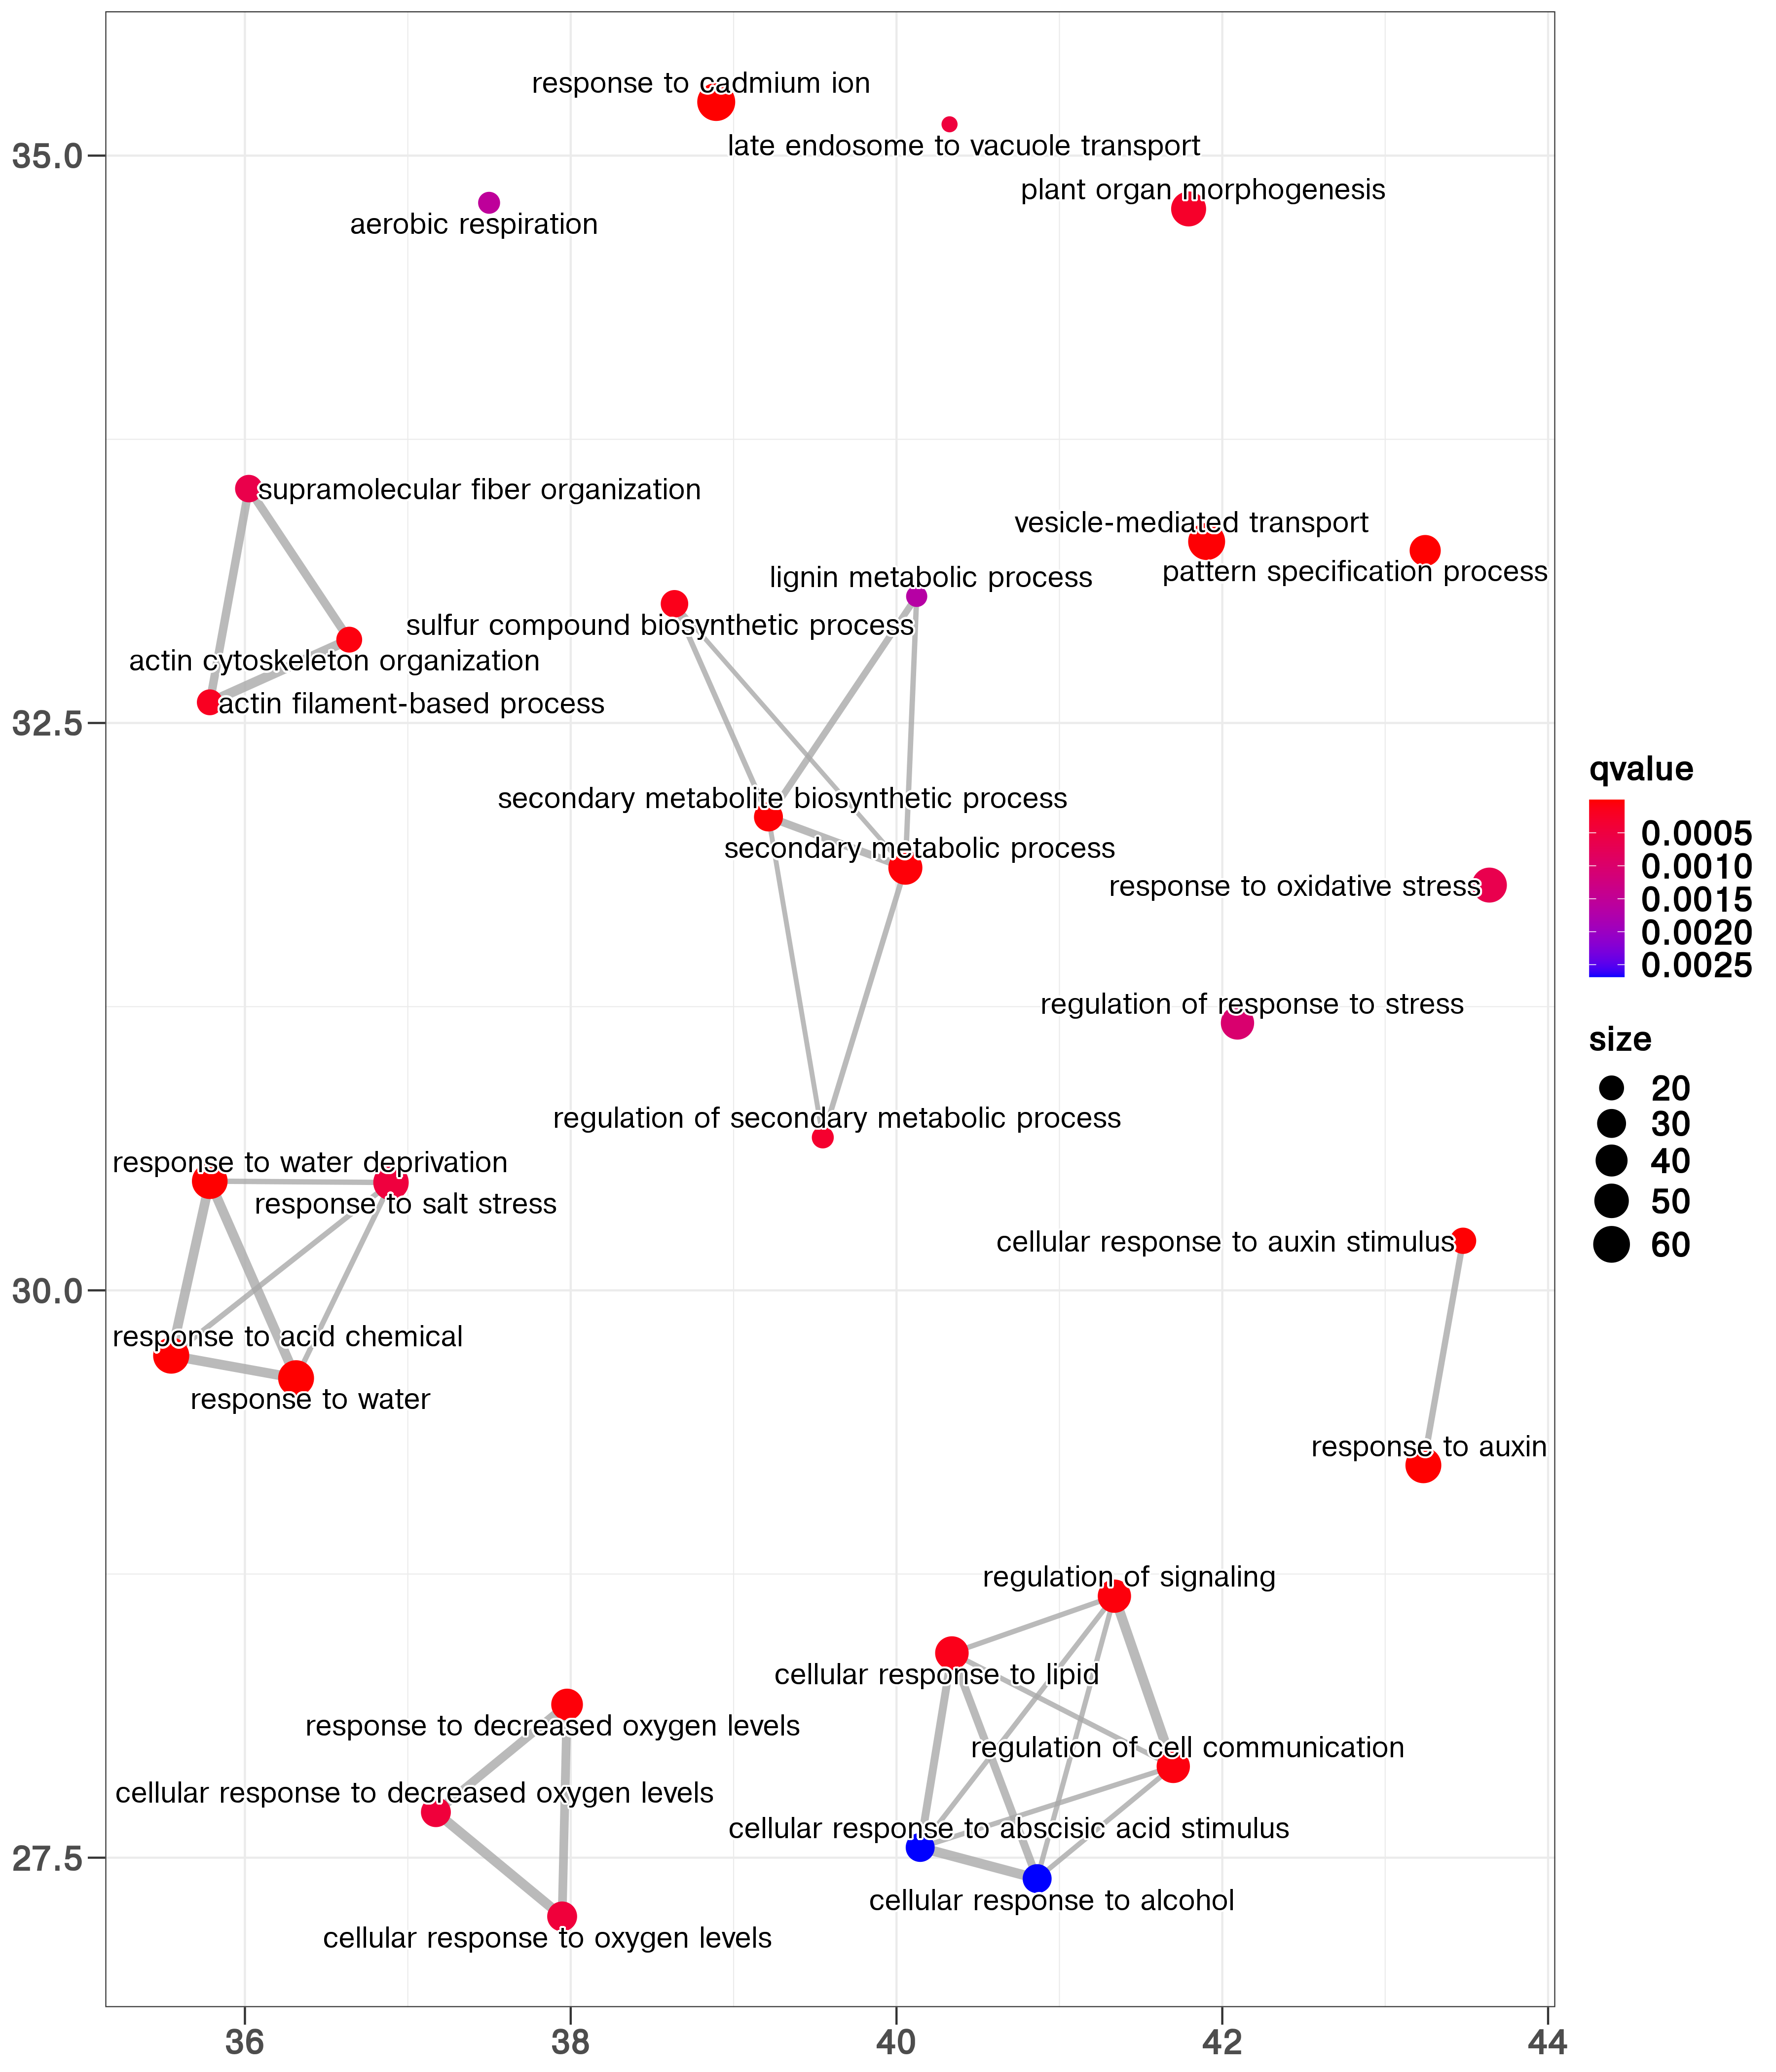 response to cadmium ion
late endosome to vacuole transport
35.0
plant organ morphogenesis
aerobic respiration
supramolecular fiber organization
vesicle-mediated transport
pattern specification process
lignin metabolic process
sulfur compound biosynthetic process
actin cytoskeleton organization
actin filament-based process
32.5
secondary metabolite biosynthetic process
secondary metabolic process
response to oxidative stress
regulation of response to stress
regulation of secondary metabolic process
response to water deprivation
response to salt stress
cellular response to auxin stimulus
30.0
response to acid chemical
response to water
response to auxin
regulation of signaling
cellular response to lipid
response to decreased oxygen levels
regulation of cell communication
cellular response to decreased oxygen levels
cellular response to abscisic acid stimulus
27.5
cellular response to alcohol
cellular response to oxygen levels
36
38
40
42
44
qvalue
0.0005
0.0010
0.0015
0.0020
0.0025
size
20
30
40
50
60